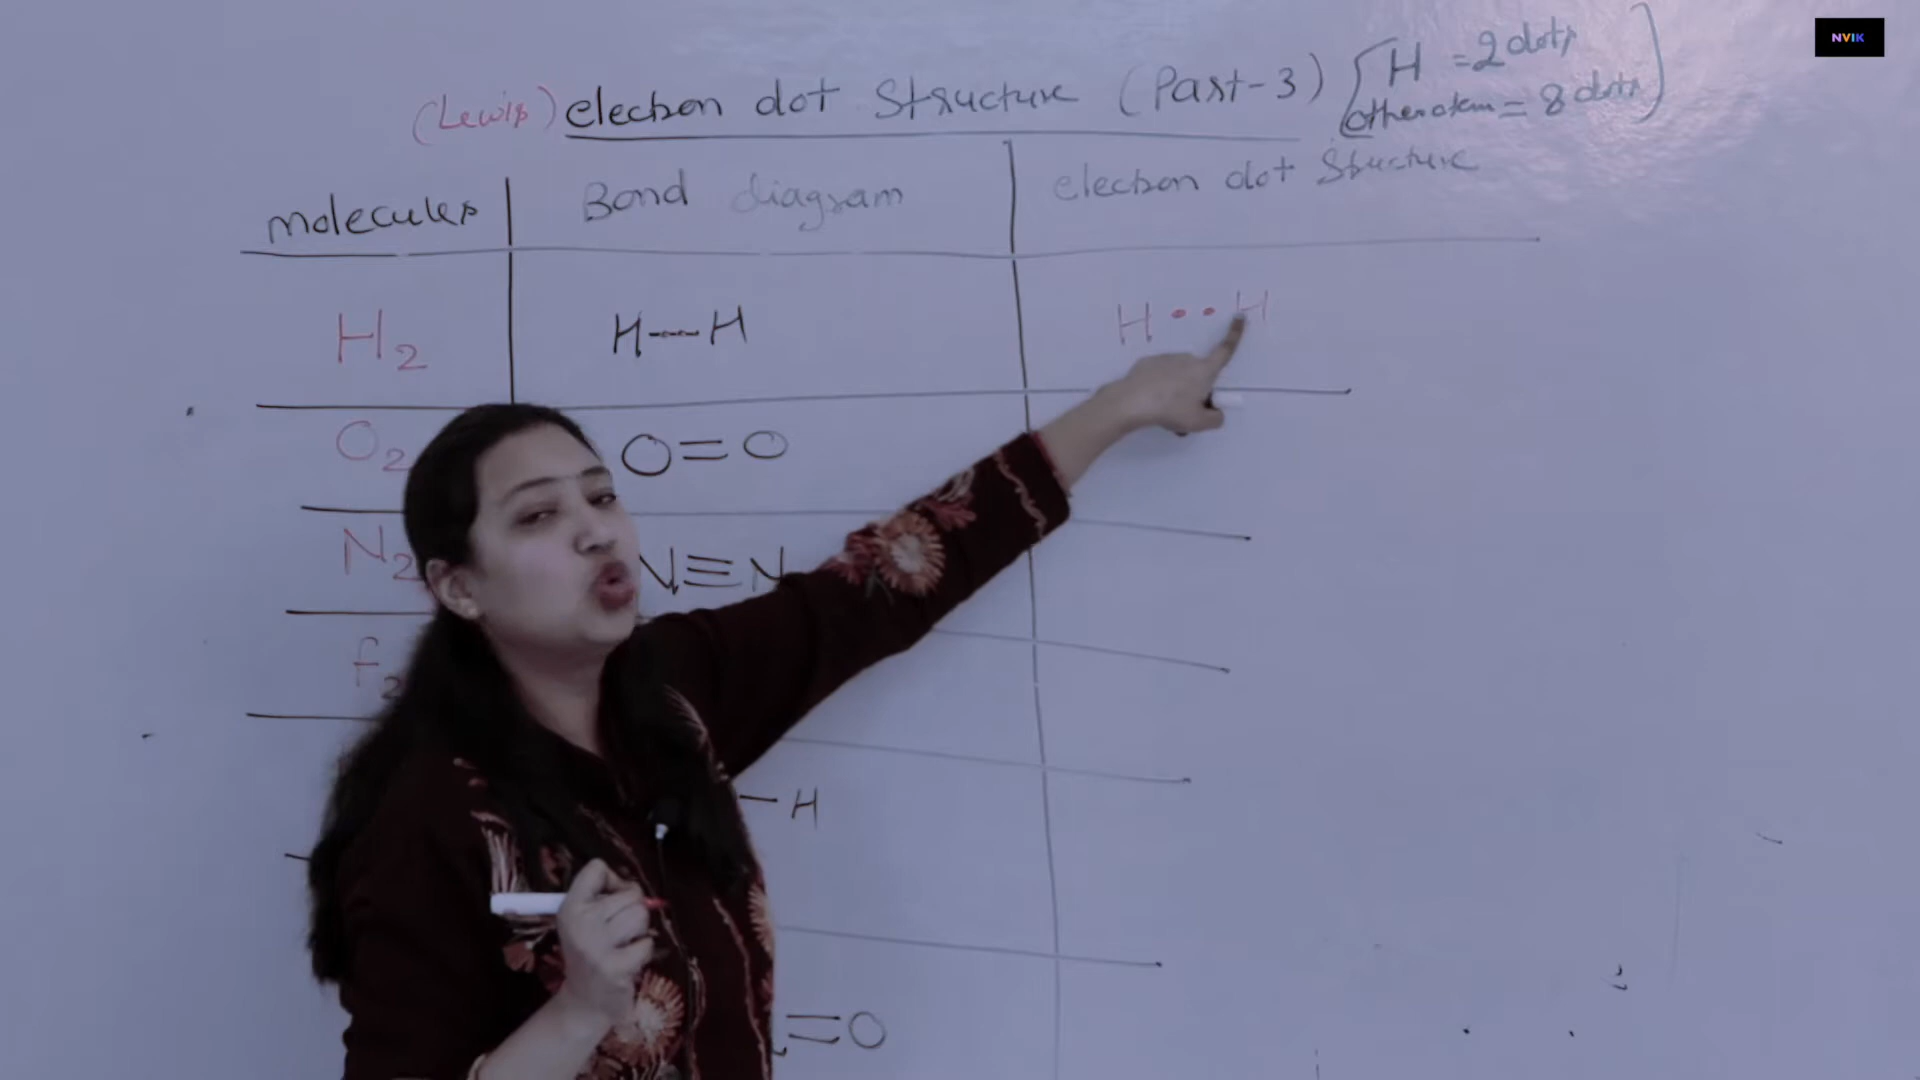 NVIK
(Lewis) electron dot Structure (Part-3) [H = 2 dots
other atom = 8 dots]
molecules Bond diagram electron dot Structure
H2 H—H H••H
O2 O=O
N2 N≡N
F2
—H
=O